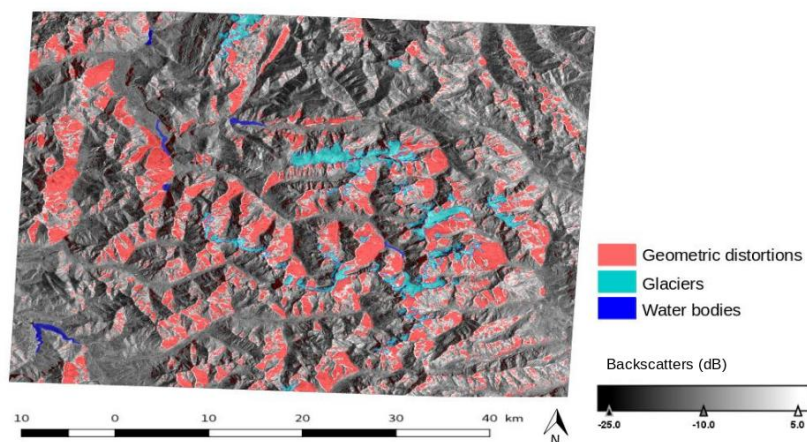 Geometric distortions
Glaciers
Water bodies
Backscatters (dB)
-25.0 -10.0 5.0
10 0 10 20 30 40 km
N